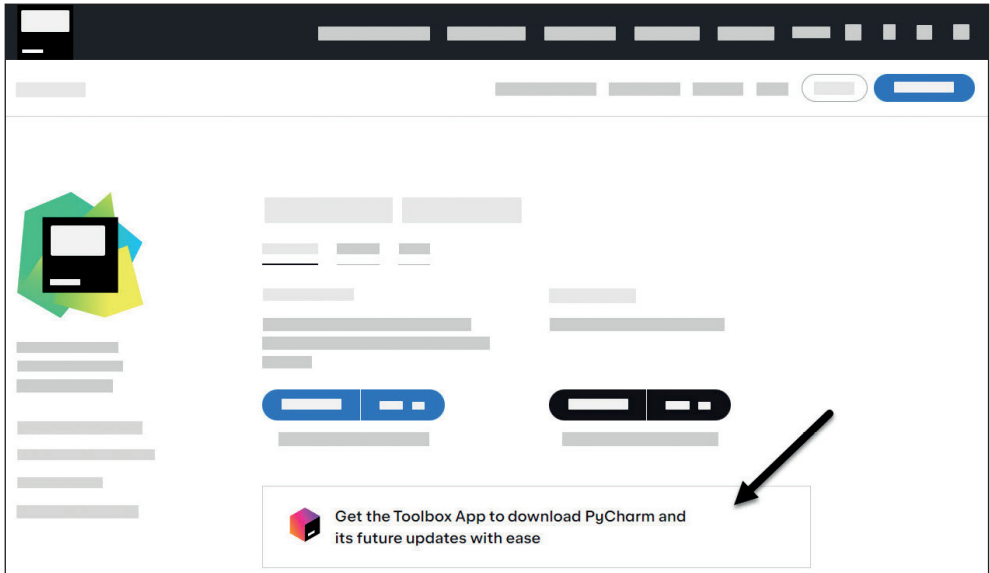 Get the Toolbox App to download PyCharm and
its future updates with ease